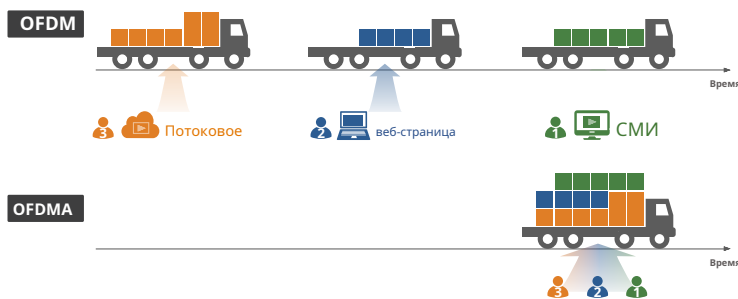 OFDM
Время
3 Потоковое
2 веб-страница
1 СМИ
OFDMA
Время
3 2 1